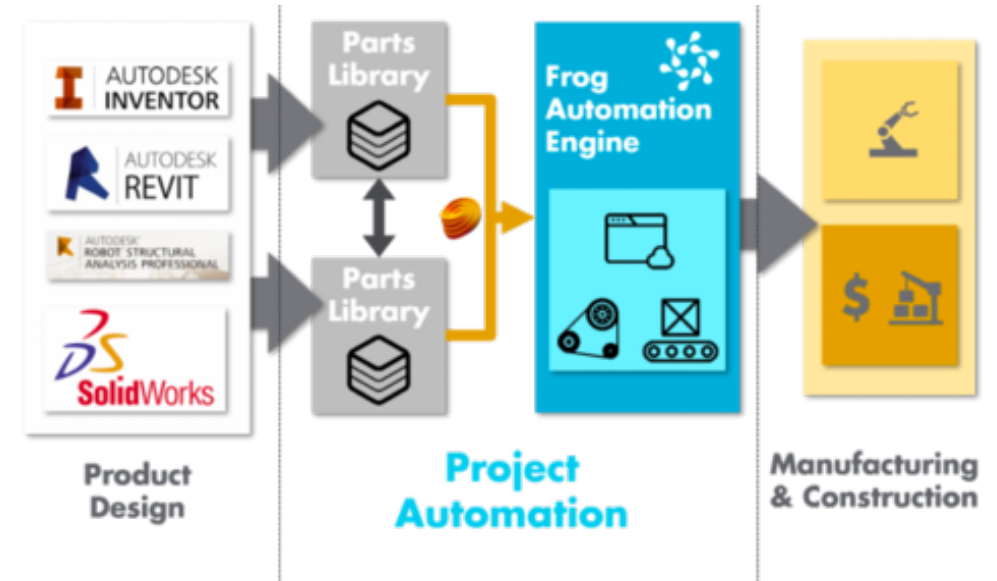 AUTODESK
INVENTOR
AUTODESK
REVIT
AUTODESK
ROBOT STRUCTURAL
ANALYSIS PROFESSIONAL
DS
SolidWorks
Product
Design
Parts
Library
Parts
Library
Frog
Automation
Engine
Project
Automation
$
Manufacturing
& Construction